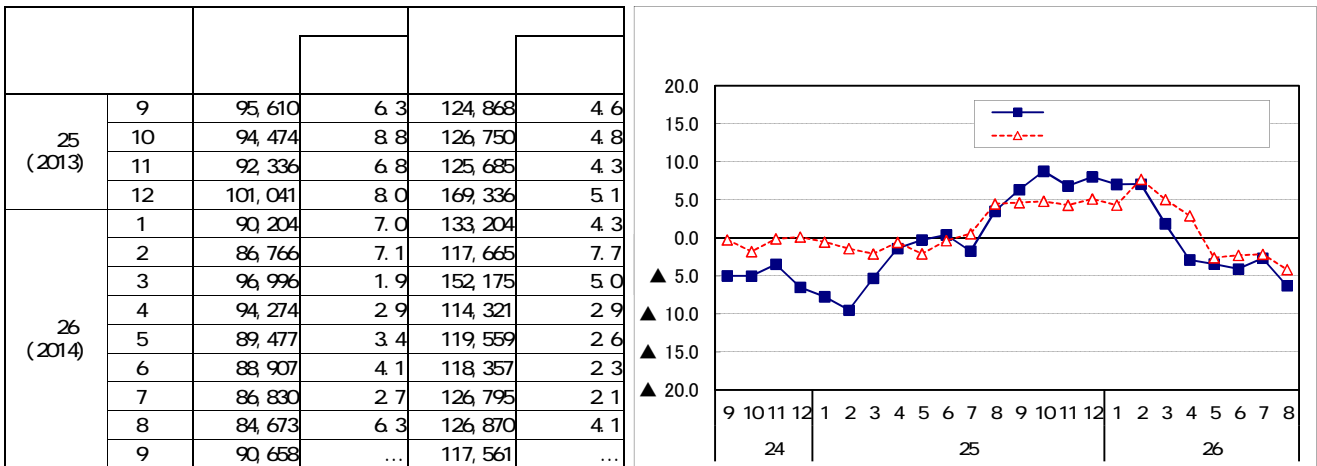 25
(2013)
9 95,610 6.3 124,868 4.6
10 94,474 8.8 126,750 4.8
11 92,336 6.8 125,685 4.3
12 101,041 8.0 169,336 5.1
26
(2014)
1 90,204 7.0 133,204 4.3
2 86,766 7.1 117,665 7.7
3 96,996 1.9 152,175 5.0
4 94,274 2.9 114,321 2.9
5 89,477 3.4 119,559 2.6
6 88,907 4.1 118,357 2.3
7 86,830 2.7 126,795 2.1
8 84,673 6.3 126,870 4.1
9 90,658 ... 117,561 ...
20.0
15.0
10.0
5.0
0.0
▲ 5.0
▲ 10.0
▲ 15.0
▲ 20.0
9 10 11 12 1 2 3 4 5 6 7 8 9 10 11 12 1 2 3 4 5 6 7 8
24 25 26